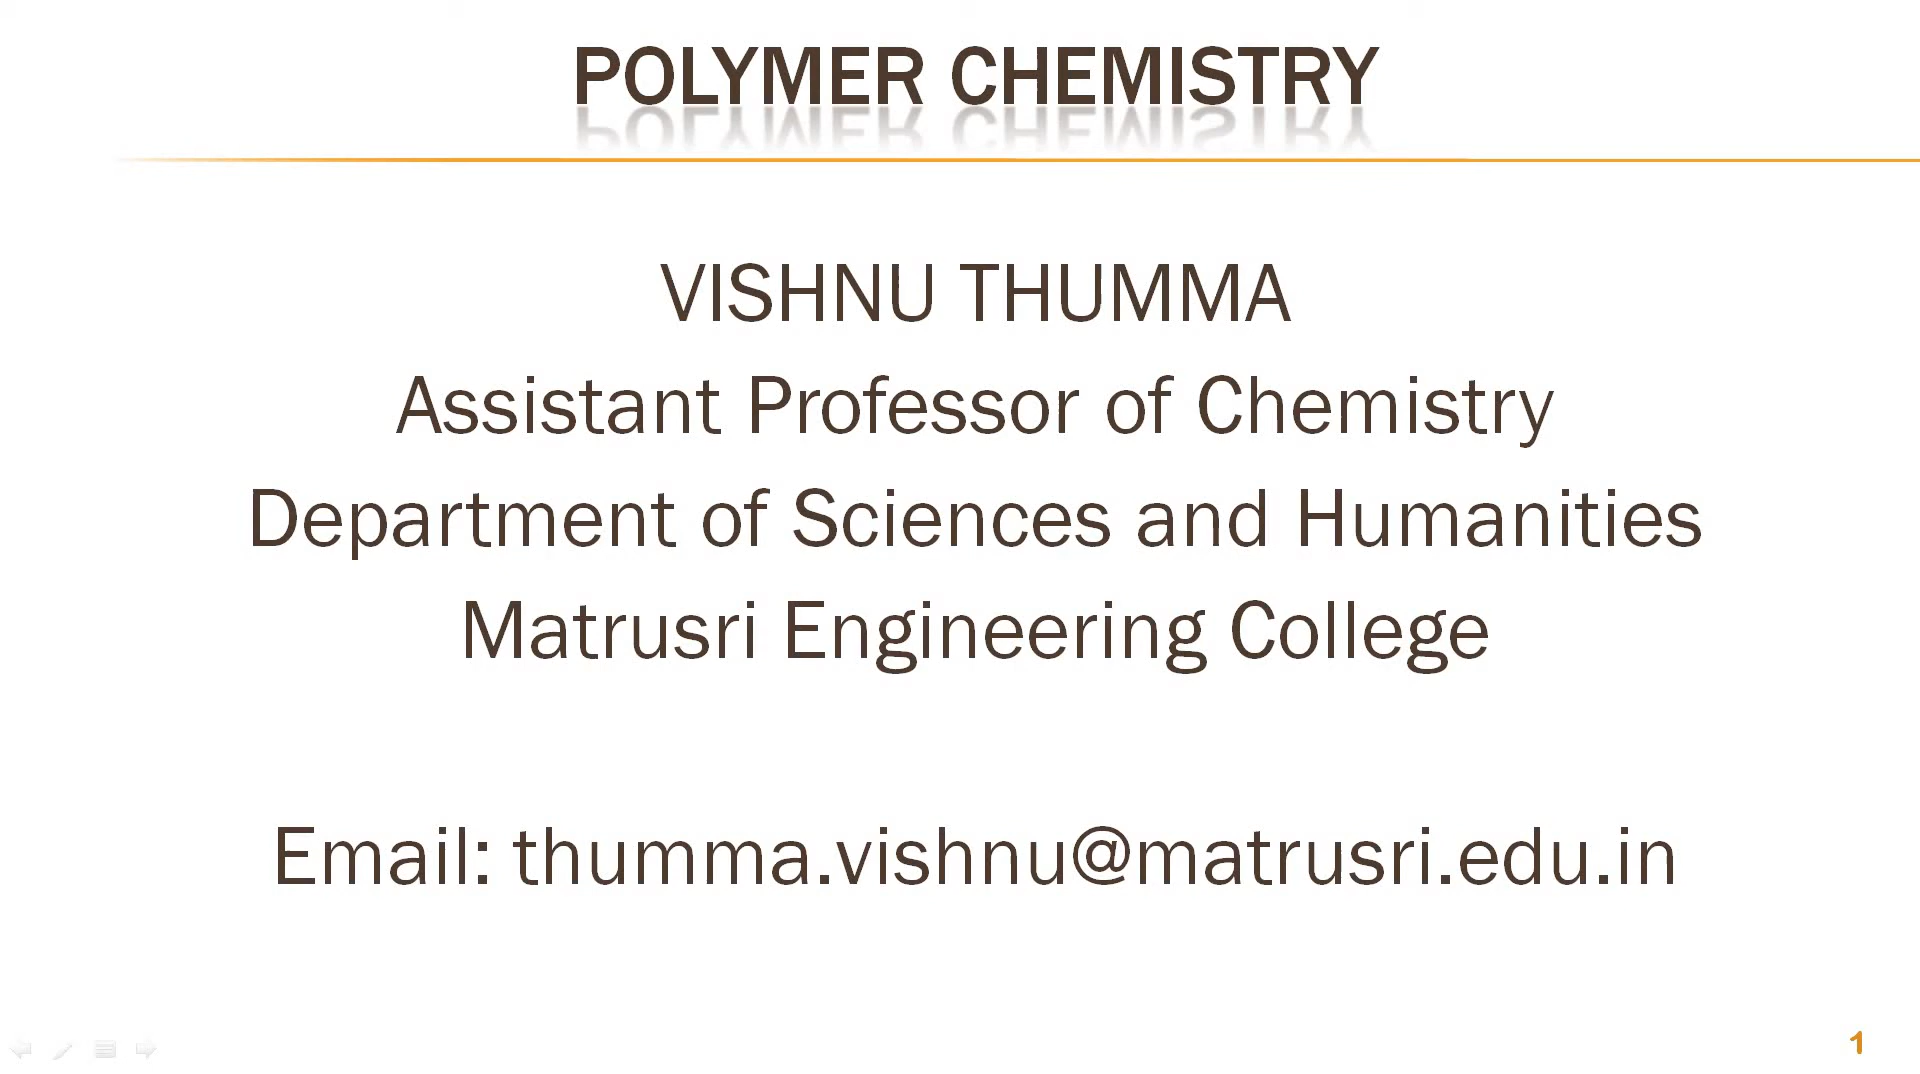 POLYMER CHEMISTRY
VISHNU THUMMA
Assistant Professor of Chemistry
Department of Sciences and Humanities
Matrusri Engineering College
Email: thumma.vishnu@matrusri.edu.in
1